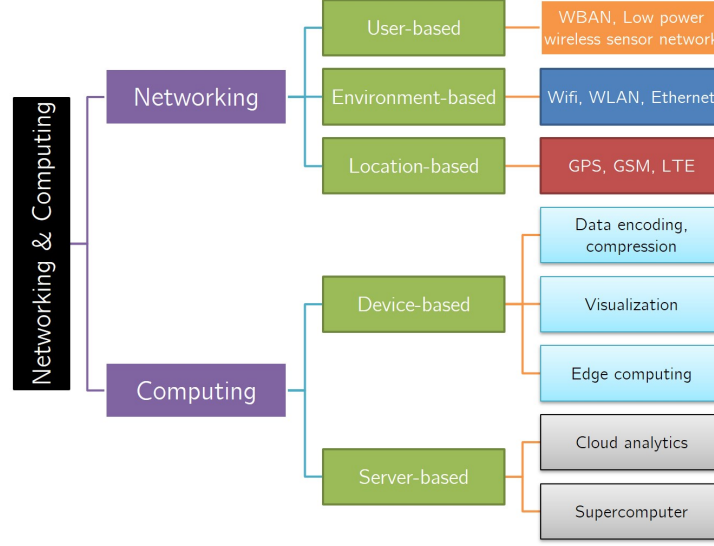 Networking & Computing
Networking
Computing
User-based
Environment-based
Location-based
Device-based
Server-based
WBAN, Low power
wireless sensor network
Wifi, WLAN, Ethernet
GPS, GSM, LTE
Data encoding,
compression
Visualization
Edge computing
Cloud analytics
Supercomputer